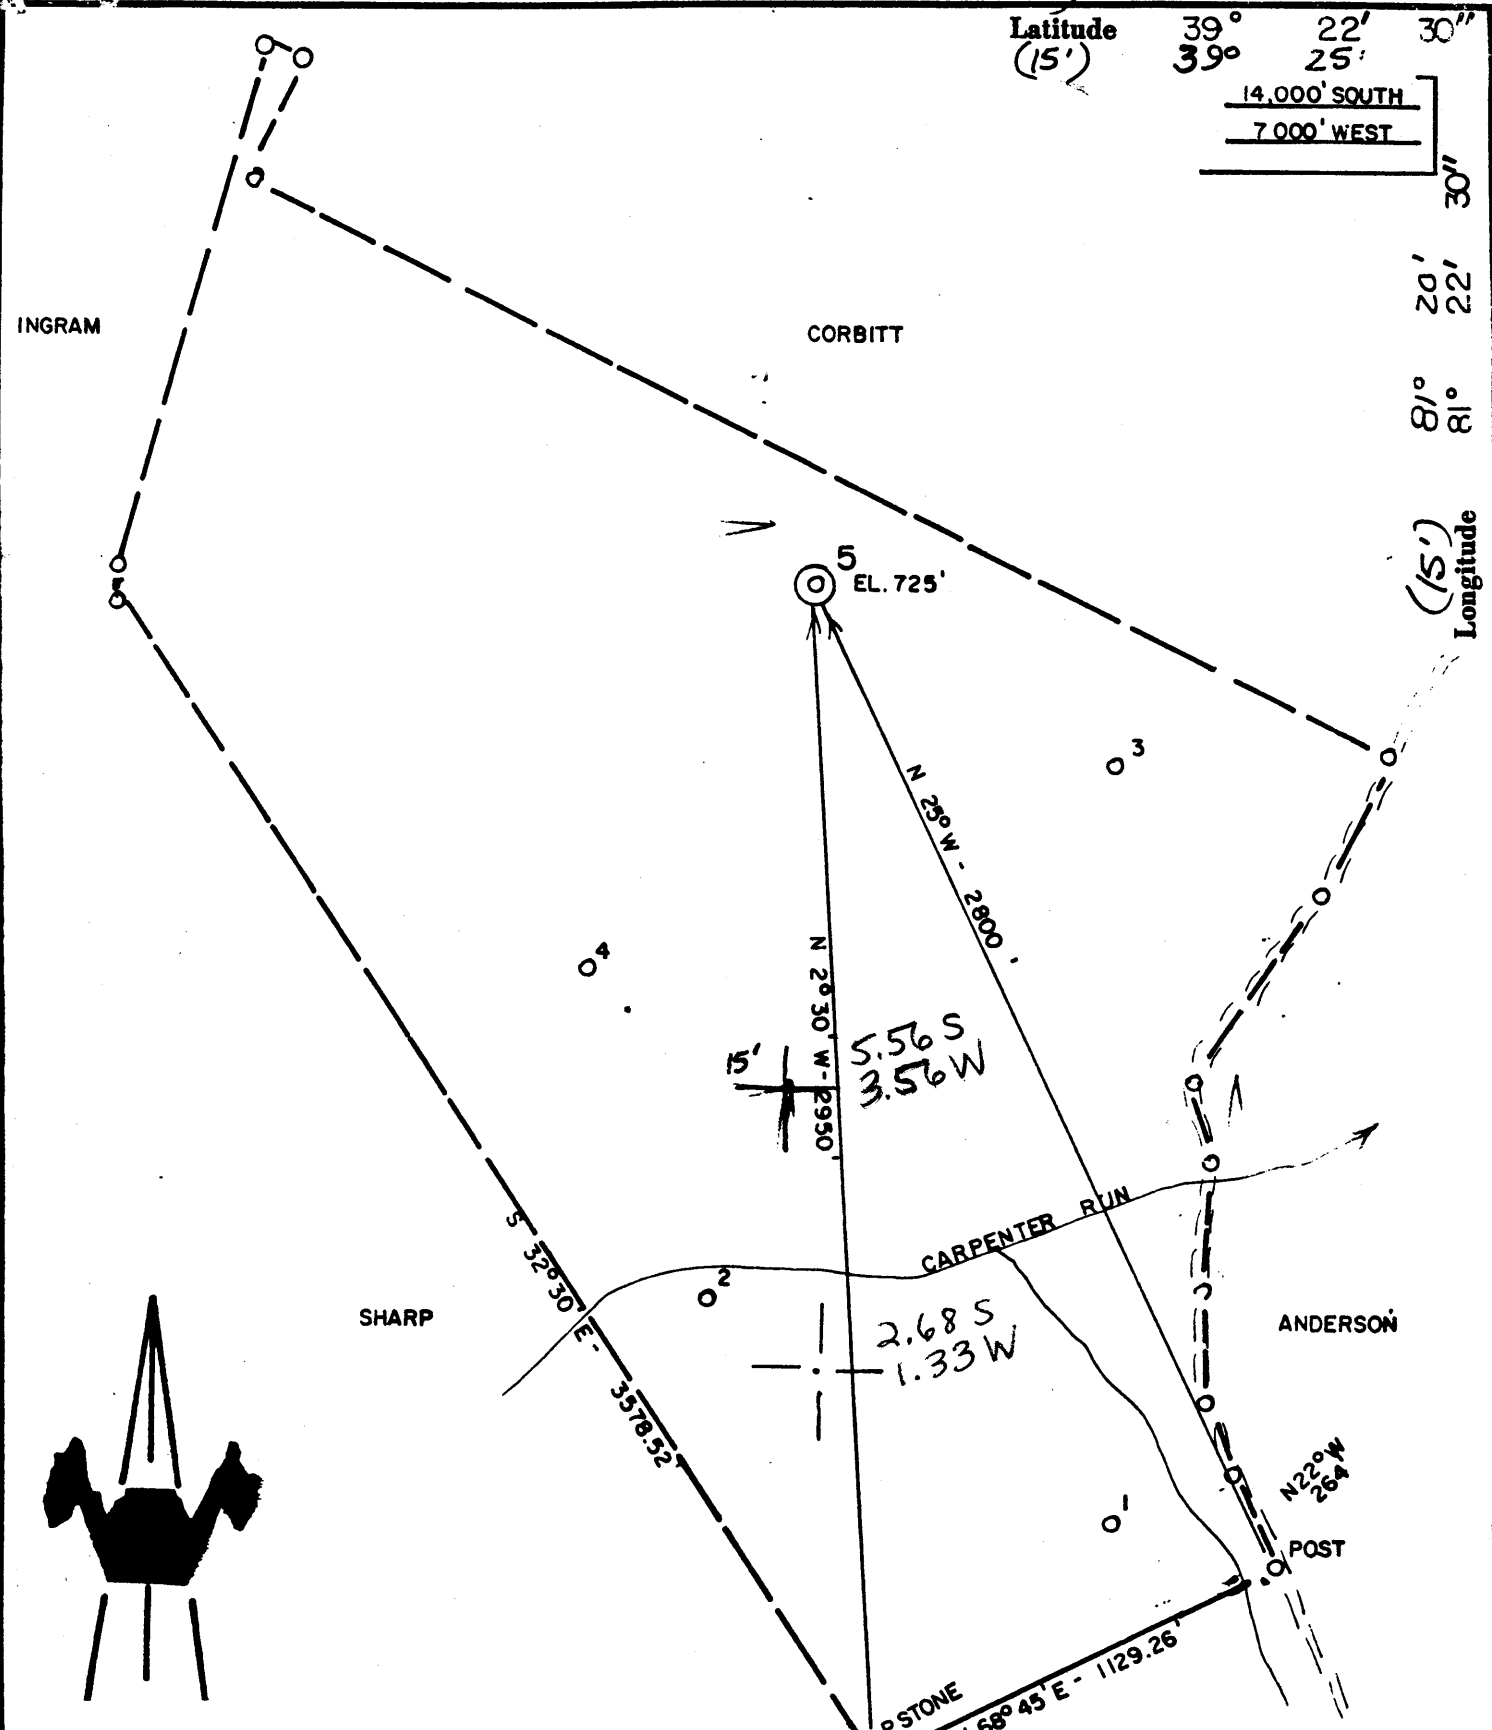 Latitude 39° 22' 30"
(15') 39° 25'
14,000' SOUTH
7000' WEST
Longitude 81° 20'
(15') 81° 22' 30"
INGRAM
CORBITT
5
EL. 725'
3
N 25° W - 2800'
4
N 2° 30' W - 2950'
15'
5.56 S
3.56 W
CARPENTER RUN
S 32° 30' E - 3578.52'
2
SHARP
2.68 S
1.33 W
ANDERSON
N 22° W
264'
1
POST
STONE
68° 45' E - 1129.26'